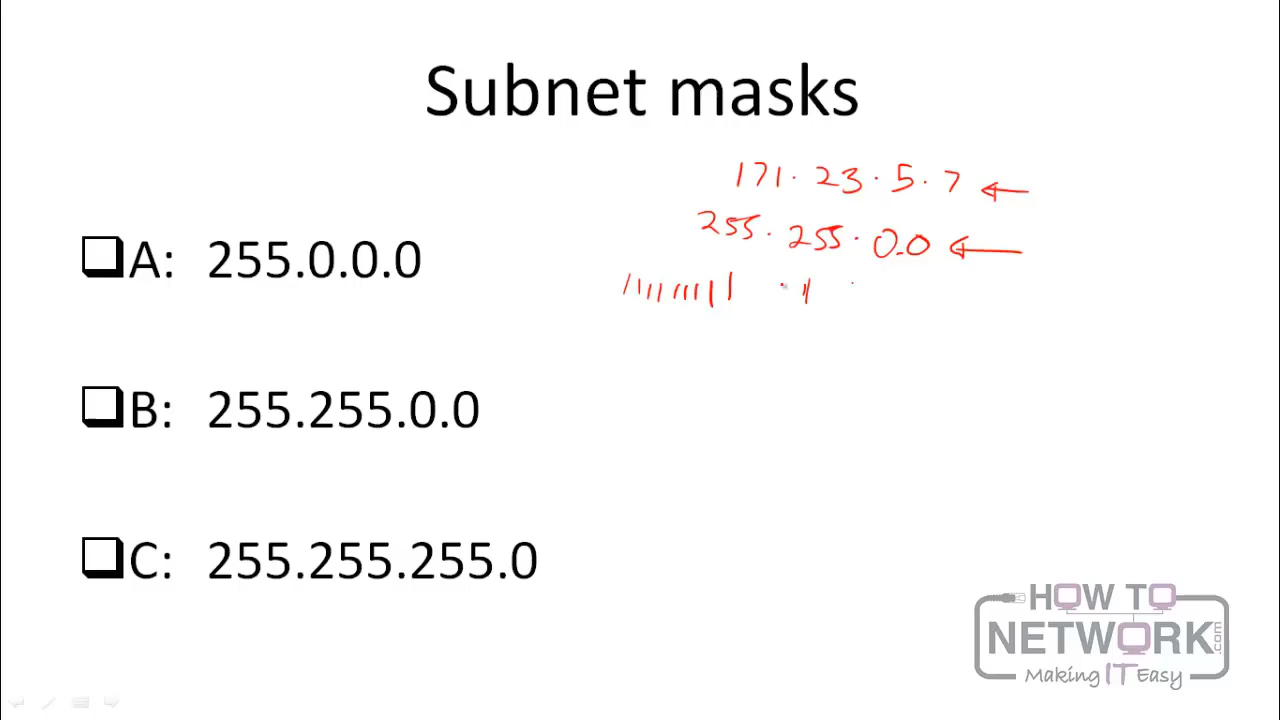 Subnet masks
171.23.5.7
255.255.0.0
A: 255.0.0.0
B: 255.255.0.0
C: 255.255.255.0
HOW TO
NETWORK.com
Making IT Easy